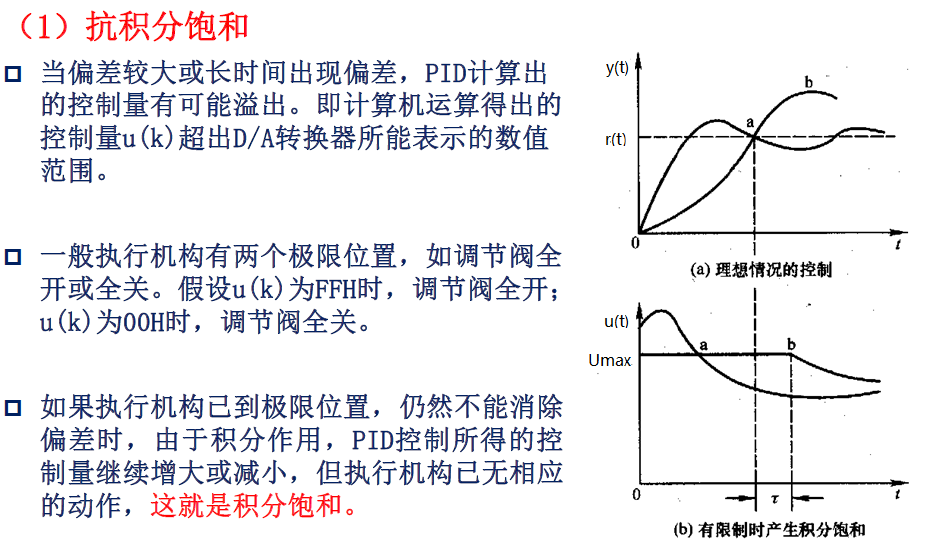 （1）抗积分饱和
当偏差较大或长时间出现偏差，PID计算出
的控制量有可能溢出。即计算机运算得出的
控制量u(k)超出D/A转换器所能表示的数值
范围。
一般执行机构有两个极限位置，如调节阀全
开或全关。假设u(k)为FFH时，调节阀全开；
u(k)为00H时，调节阀全关。
如果执行机构已到极限位置，仍然不能消除
偏差时，由于积分作用，PID控制所得的控
制量继续增大或减小，但执行机构已无相应
的动作，这就是积分饱和。
y(t)
b
a
r(t)
0
t
(a) 理想情况的控制
u(t)
a
b
Umax
0
τ
t
(b) 有限制时产生积分饱和